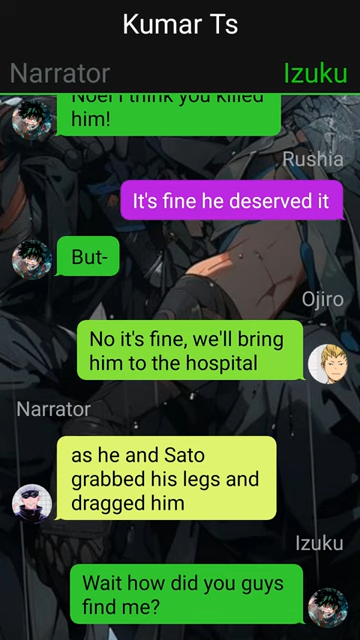 Kumar Ts
Narrator
Izuku
Noel I think you killed
him!
Rushia
It's fine he deserved it
But-
Ojiro
No it's fine, we'll bring
him to the hospital
Narrator
as he and Sato
grabbed his legs and
dragged him
Izuku
Wait how did you guys
find me?